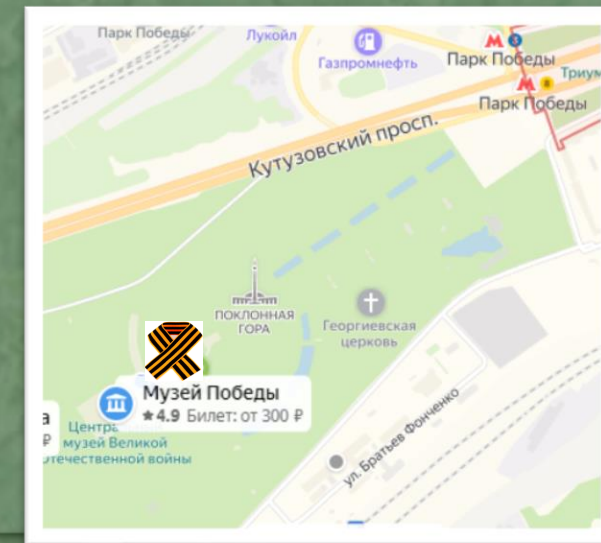 Парк Победы
Лукойл
Газпромнефть
Парк Победы
Триум
Парк Победы
Кутузовский просп.
ПОКЛОННАЯ
ГОРА
Георгиевская
церковь
Музей Победы
★4.9 Билет: от 300 ₽
а
₽
Центр
музей Великой
Отечественной войны
ул. Братьев Фонченко